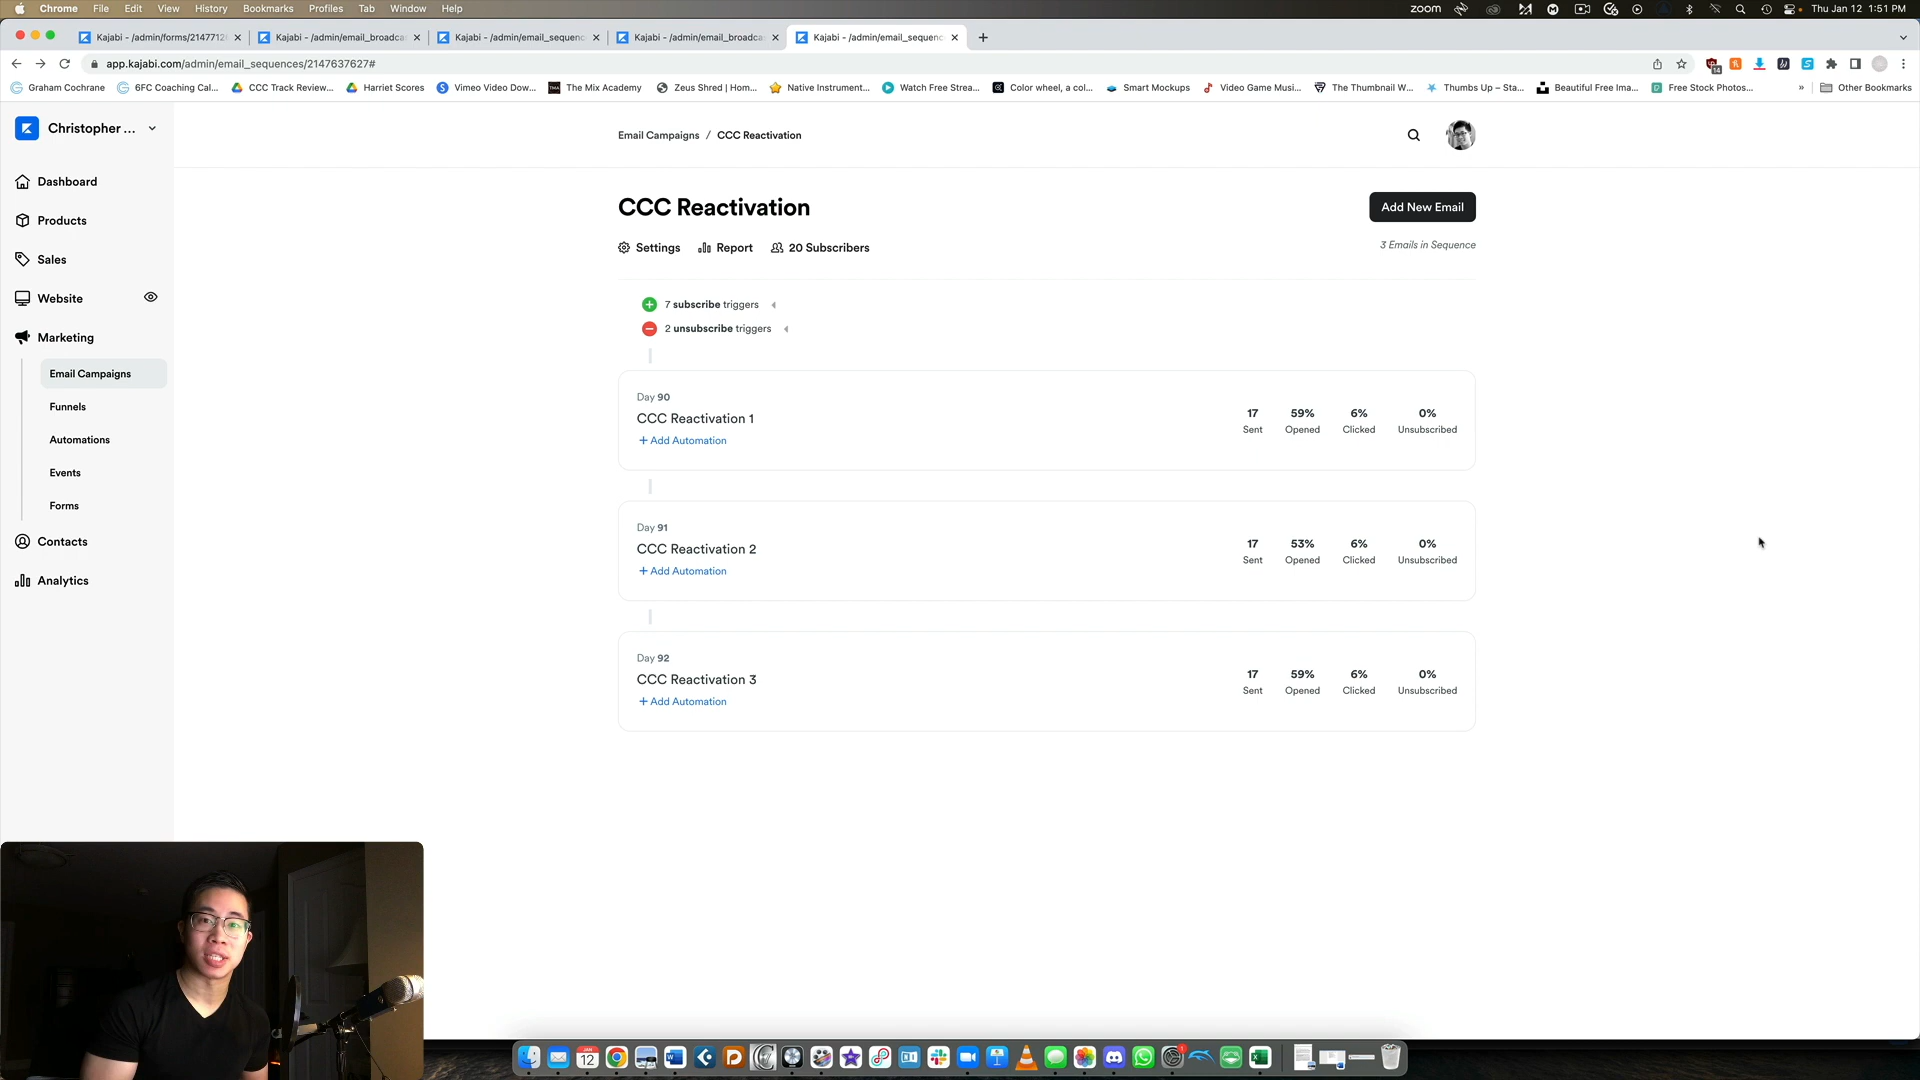 Chrome File Edit View History Bookmarks Profiles Tab Window Help
zoom Thu Jan 12 1:51 PM
Kajabi - /admin/forms/2147712 Kajabi - /admin/email_broadca Kajabi - /admin/email_sequen Kajabi - /admin/email_broadca Kajabi - /admin/email_sequenc
app.kajabi.com/admin/email_sequences/2147637627#
14
Graham Cochrane 6FC Coaching Cal... CCC Track Review... Harriet Scores Vimeo Video Dow... The Mix Academy Zeus Shred | Hom... Native Instrument... Watch Free Strea... Color wheel, a col... Smart Mockups Video Game Musi... The Thumbnail W... Thumbs Up – Sta... Beautiful Free Ima... Free Stock Photos... » Other Bookmarks
Christopher ...
Email Campaigns / CCC Reactivation
Dashboard
Products
Sales
Website
Marketing
Email Campaigns
Funnels
Automations
Events
Forms
Contacts
Analytics
CCC Reactivation
Add New Email
Settings Report 20 Subscribers
3 Emails in Sequence
7 subscribe triggers
2 unsubscribe triggers
Day 90
CCC Reactivation 1
+ Add Automation
17 59% 6% 0%
Sent Opened Clicked Unsubscribed
Day 91
CCC Reactivation 2
+ Add Automation
17 53% 6% 0%
Sent Opened Clicked Unsubscribed
Day 92
CCC Reactivation 3
+ Add Automation
17 59% 6% 0%
Sent Opened Clicked Unsubscribed
JAN
12
1